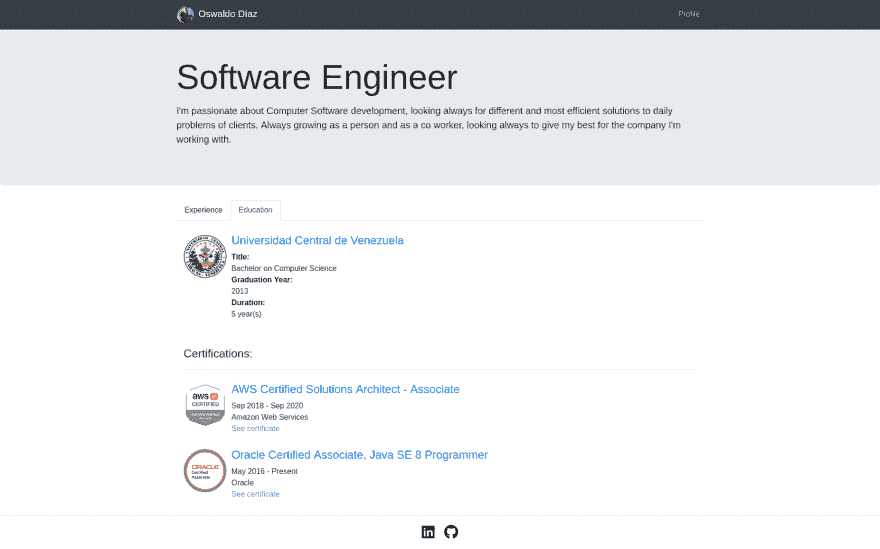 Oswaldo Díaz
Profile
Software Engineer
I'm passionate about Computer Software development, looking always for different and most efficient solutions to daily
problems of clients. Always growing as a person and as a co worker, looking always to give my best for the company I'm
working with.
Experience
Education
Universidad Central de Venezuela
Title:
Bachelor on Computer Science
Graduation Year:
2013
Duration:
5 year(s)
Certifications:
aws
CERTIFIED
AWS Certified Solutions Architect - Associate
Sep 2018 - Sep 2020
Amazon Web Services
See certificate
ORACLE
Certified
Associate
Oracle Certified Associate, Java SE 8 Programmer
May 2016 - Present
Oracle
See certificate
in